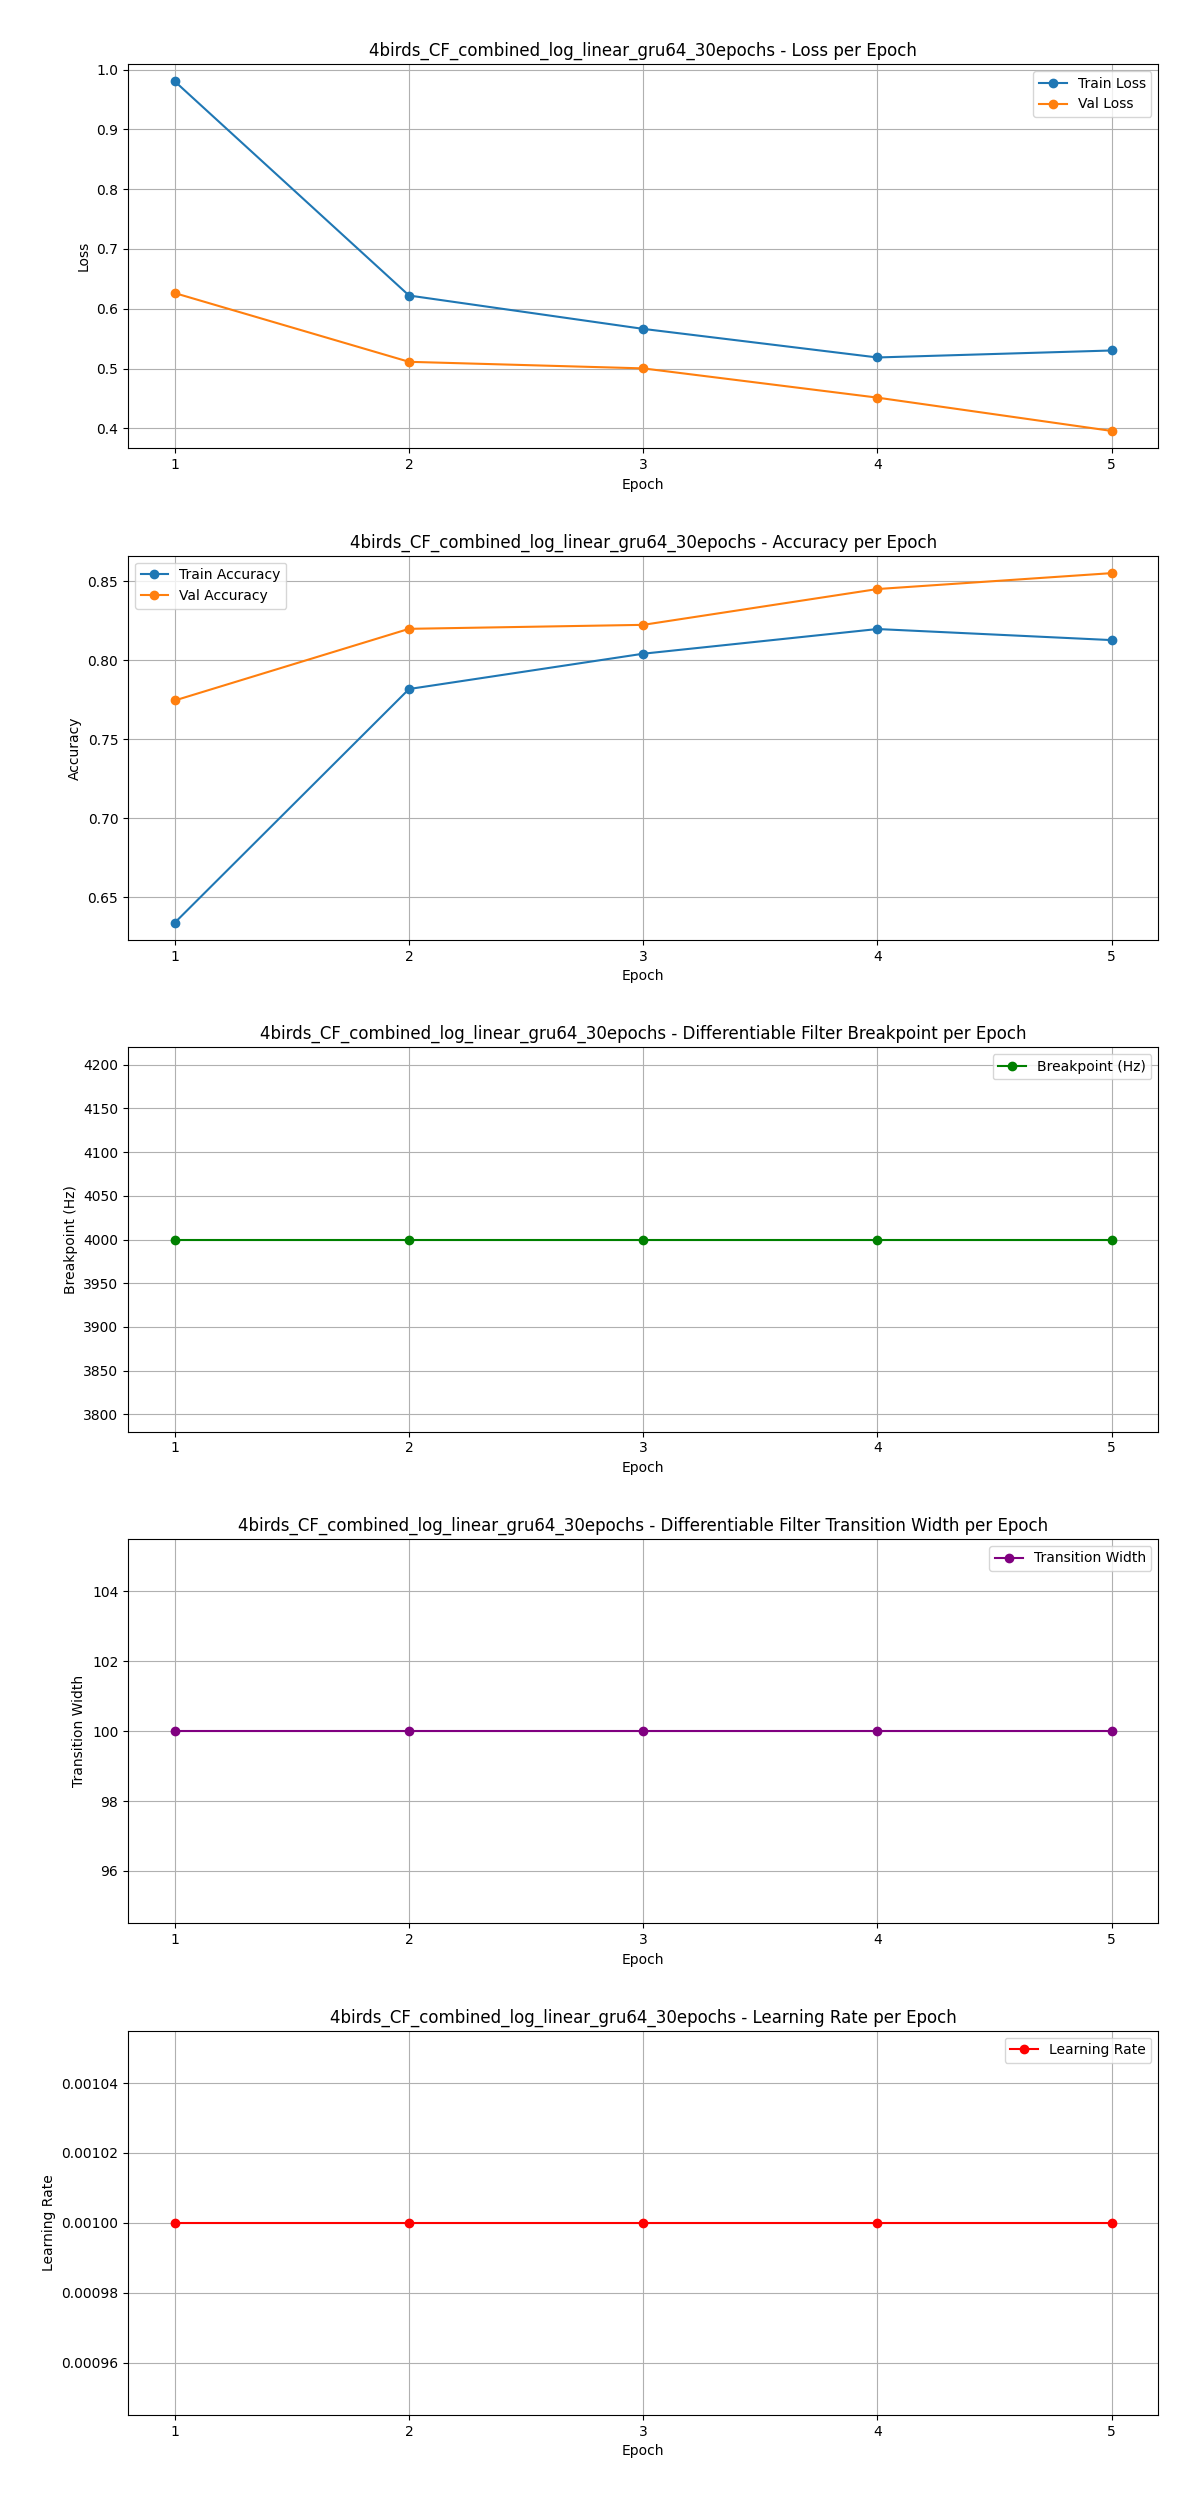 4birds_CF_combined_log_linear_gru64_30epochs - Loss per Epoch
Train Loss
Val Loss
1.0
0.9
0.8
0.7
0.6
0.5
0.4
Loss
1 2 3 4 5
Epoch
4birds_CF_combined_log_linear_gru64_30epochs - Accuracy per Epoch
Train Accuracy
Val Accuracy
0.85
0.80
0.75
0.70
0.65
Accuracy
1 2 3 4 5
Epoch
4birds_CF_combined_log_linear_gru64_30epochs - Differentiable Filter Breakpoint per Epoch
Breakpoint (Hz)
4200
4150
4100
4050
4000
3950
3900
3850
3800
Breakpoint (Hz)
1 2 3 4 5
Epoch
4birds_CF_combined_log_linear_gru64_30epochs - Differentiable Filter Transition Width per Epoch
Transition Width
104
102
100
98
96
Transition Width
1 2 3 4 5
Epoch
4birds_CF_combined_log_linear_gru64_30epochs - Learning Rate per Epoch
Learning Rate
0.00104
0.00102
0.00100
0.00098
0.00096
Learning Rate
1 2 3 4 5
Epoch